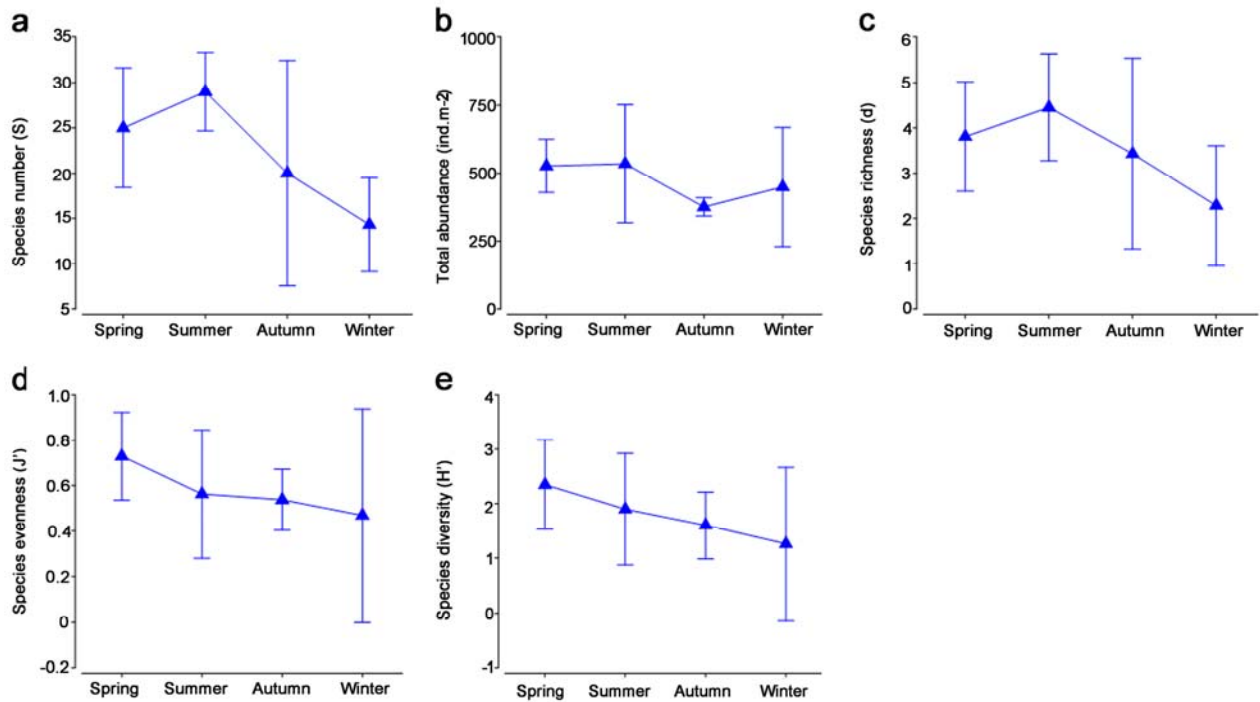 a
Species number (S)
35
30
25
20
15
10
5
Spring Summer Autumn Winter
b
Total abundance (ind.m-2)
1000
750
500
250
0
Spring Summer Autumn Winter
c
Species richness (d)
6
5
4
3
2
1
0
Spring Summer Autumn Winter
d
Species evenness (J')
1.0
0.8
0.6
0.4
0.2
0
-0.2
Spring Summer Autumn Winter
e
Species diversity (H')
4
3
2
1
0
-1
Spring Summer Autumn Winter